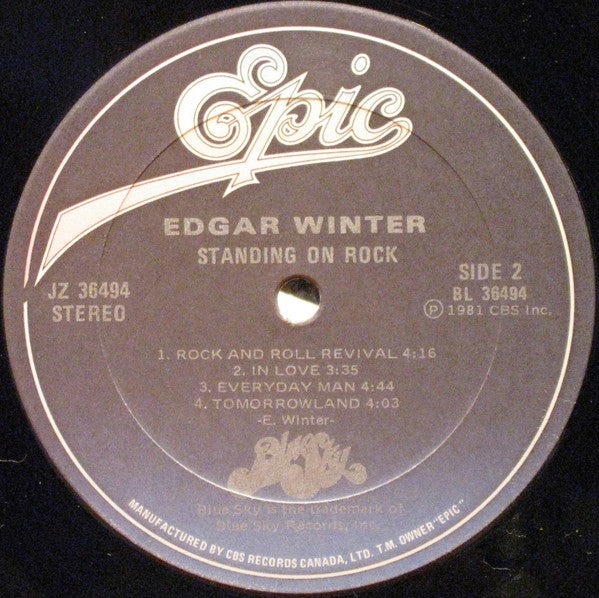 Epic
EDGAR WINTER
STANDING ON ROCK
JZ 36494
STEREO
SIDE 2
BL 36494
Ⓟ 1981 CBS Inc.
1. ROCK AND ROLL REVIVAL 4:16
2. IN LOVE 3:35
3. EVERYDAY MAN 4:44
4. TOMORROWLAND 4:03
-E. Winter-
Blue Sky
Blue Sky is the trademark of
Blue Sky Records, Inc.
MANUFACTURED BY CBS RECORDS CANADA, LTD. T.M. OWNER "EPIC"